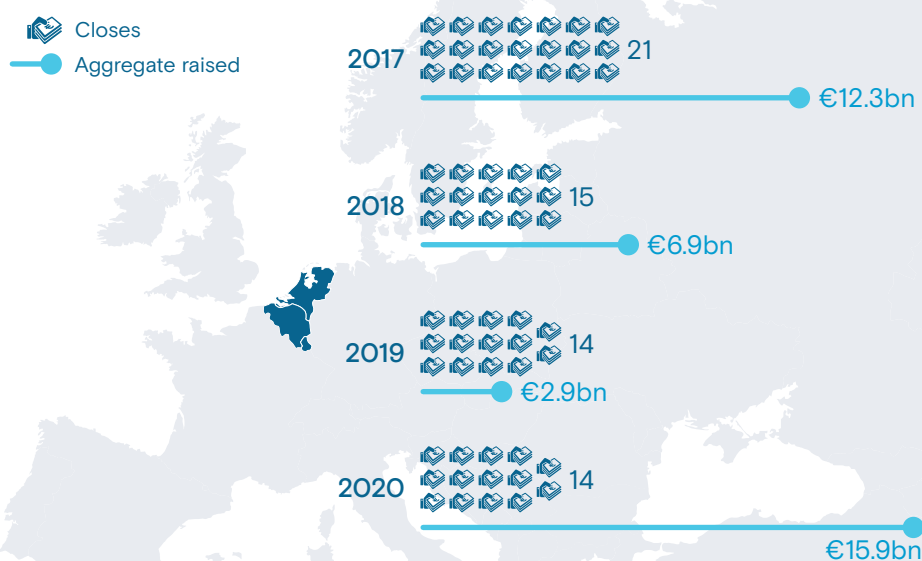 Closes
Aggregate raised
2017
21
€12.3bn
2018
15
€6.9bn
2019
14
€2.9bn
2020
14
€15.9bn